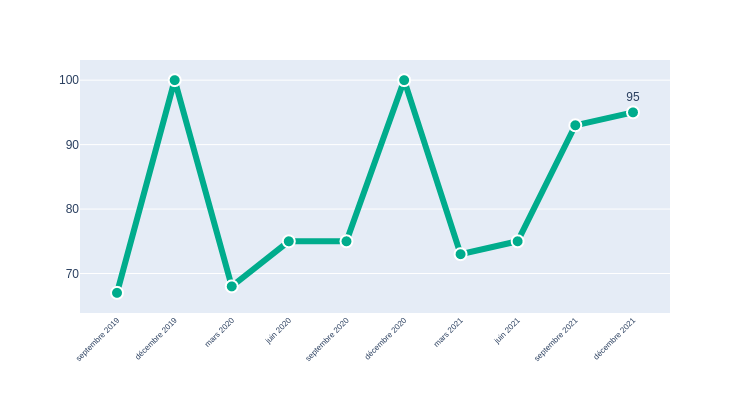 100
90
80
70
95
septembre 2019
décembre 2019
mars 2020
juin 2020
septembre 2020
décembre 2020
mars 2021
juin 2021
septembre 2021
décembre 2021